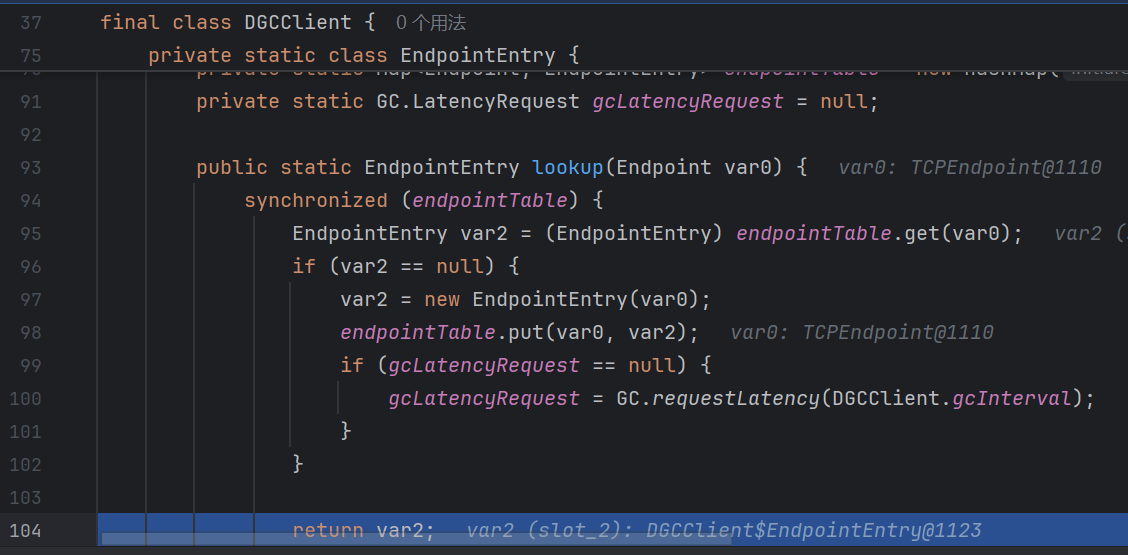 37 final class DGCClient { 0 个用法
75 private static class EndpointEntry {
91 private static GC.LatencyRequest gcLatencyRequest = null;
92
93 public static EndpointEntry lookup(Endpoint var0) { var0: TCPEndpoint@1110
94 synchronized (endpointTable) {
95 EndpointEntry var2 = (EndpointEntry) endpointTable.get(var0); var2 (
96 if (var2 == null) {
97 var2 = new EndpointEntry(var0);
98 endpointTable.put(var0, var2); var0: TCPEndpoint@1110
99 if (gcLatencyRequest == null) {
100 gcLatencyRequest = GC.requestLatency(DGCClient.gcInterval);
101 }
102 }
103
104 return var2; var2 (slot_2): DGCClient$EndpointEntry@1123